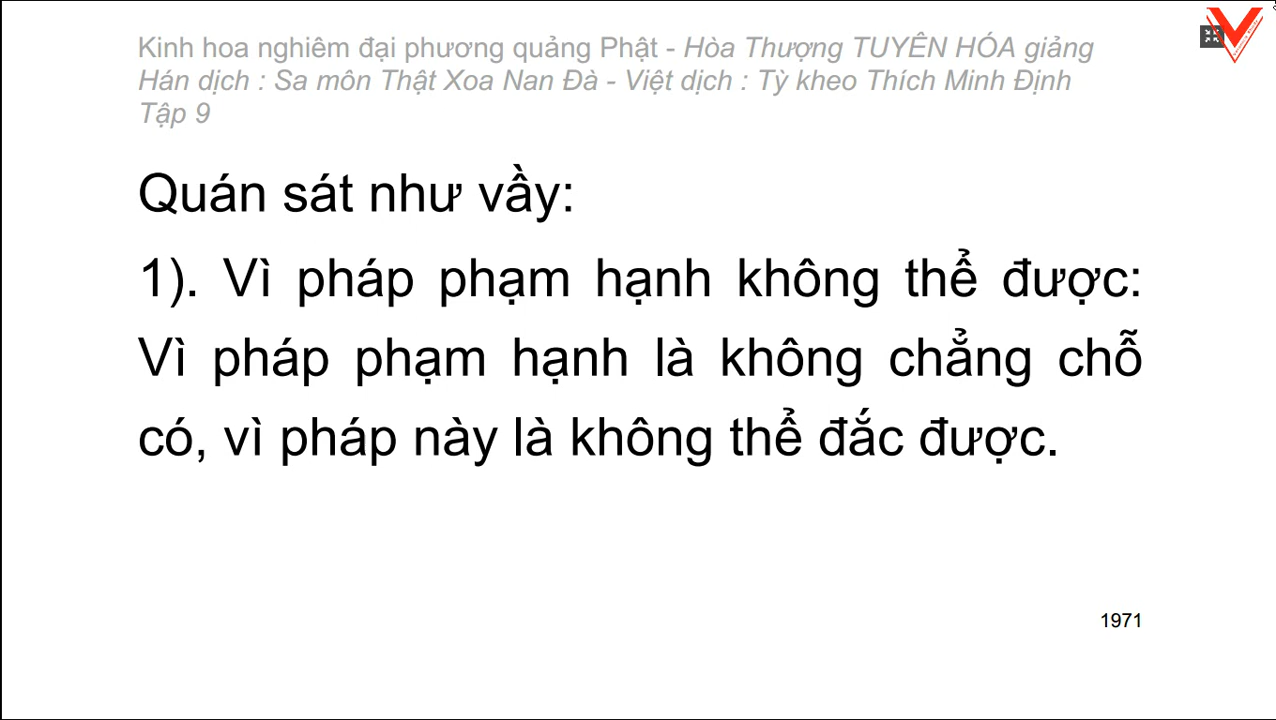 Kinh hoa nghiêm đại phương quảng Phật - Hòa Thượng TUYÊN HÓA giảng
Hán dịch : Sa môn Thật Xoa Nan Đà - Việt dịch : Tỳ kheo Thích Minh Định
Tập 9
Quán sát như vầy:
1). Vì pháp phạm hạnh không thể được:
Vì pháp phạm hạnh là không chẳng chỗ
có, vì pháp này là không thể đắc được.
1971